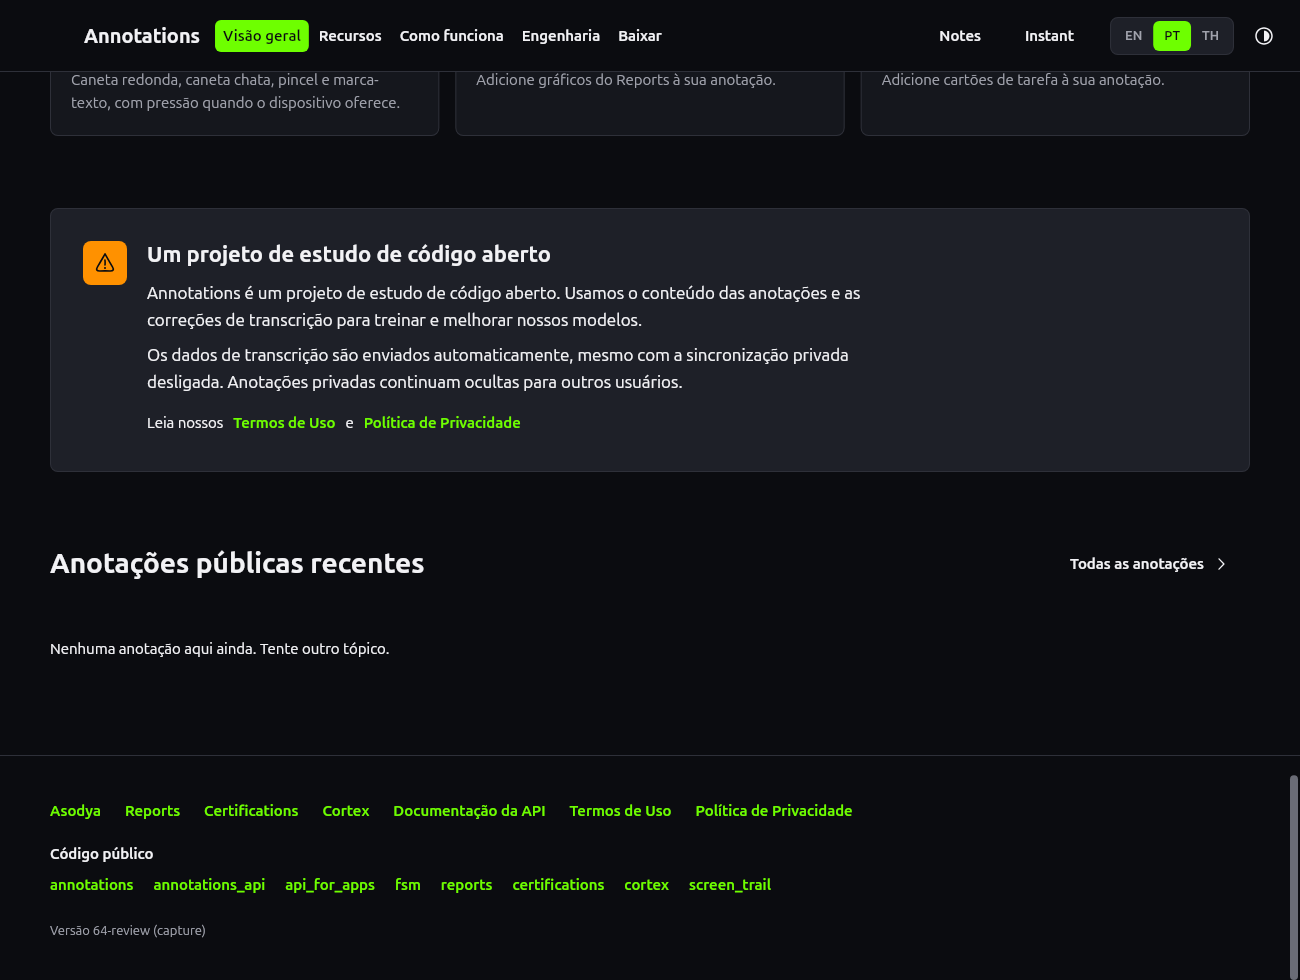 Annotations Visão geral Recursos Como funciona Engenharia Baixar Notes Instant EN PT TH
Caneta redonda, caneta chata, pincel e marca-
texto, com pressão quando o dispositivo oferece.
Adicione gráficos do Reports à sua anotação.
Adicione cartões de tarefa à sua anotação.
Um projeto de estudo de código aberto
Annotations é um projeto de estudo de código aberto. Usamos o conteúdo das anotações e as
correções de transcrição para treinar e melhorar nossos modelos.
Os dados de transcrição são enviados automaticamente, mesmo com a sincronização privada
desligada. Anotações privadas continuam ocultas para outros usuários.
Leia nossos Termos de Uso e Política de Privacidade
Anotações públicas recentes
Todas as anotações
Nenhuma anotação aqui ainda. Tente outro tópico.
Asodya Reports Certifications Cortex Documentação da API Termos de Uso Política de Privacidade
Código público
annotations annotations_api api_for_apps fsm reports certifications cortex screen_trail
Versão 64-review (capture)